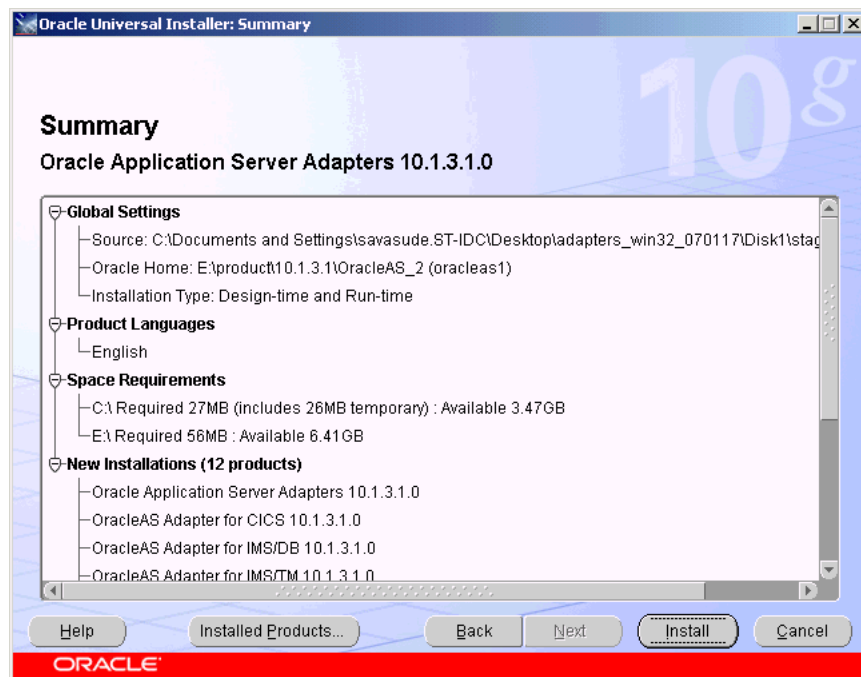 Oracle Universal Installer: Summary
10g
Summary
Oracle Application Server Adapters 10.1.3.1.0
Global Settings
Source: C:\Documents and Settings\savasude.ST-IDC\Desktop\adapters_win32_070117\Disk1\stag
Oracle Home: E:\product\10.1.3.1\OracleAS_2 (oracleas1)
Installation Type: Design-time and Run-time
Product Languages
English
Space Requirements
C:\ Required 27MB (includes 26MB temporary) : Available 3.47GB
E:\ Required 56MB : Available 6.41GB
New Installations (12 products)
Oracle Application Server Adapters 10.1.3.1.0
OracleAS Adapter for CICS 10.1.3.1.0
OracleAS Adapter for IMS/DB 10.1.3.1.0
OracleAS Adapter for IMS/TM 10.1.3.1.0
Help Installed Products... Back Next Install Cancel
ORACLE